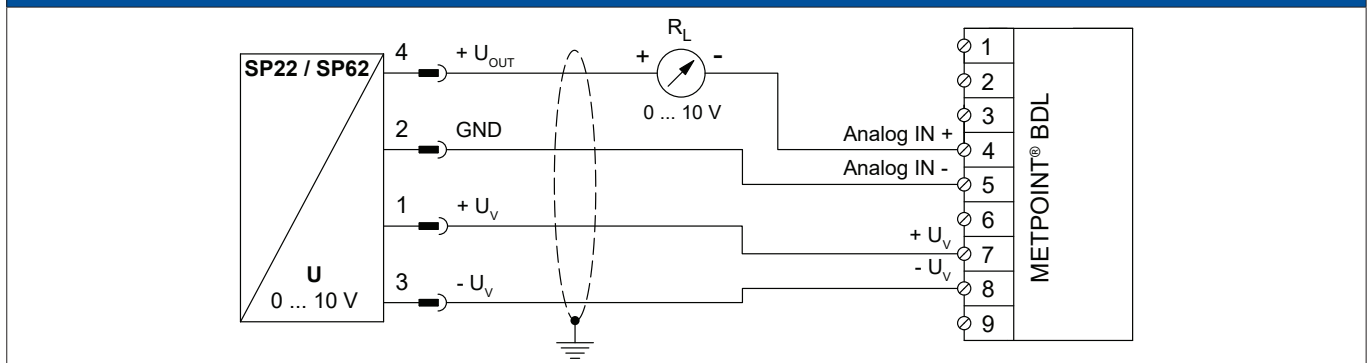 SP22 / SP62
U
0 ... 10 V
4
+ U_OUT
2
GND
1
+ U_V
3
- U_V
R_L
+
-
0 ... 10 V
Analog IN +
Analog IN -
+ U_V
- U_V
1
2
3
4
5
6
7
8
9
METPOINT® BDL